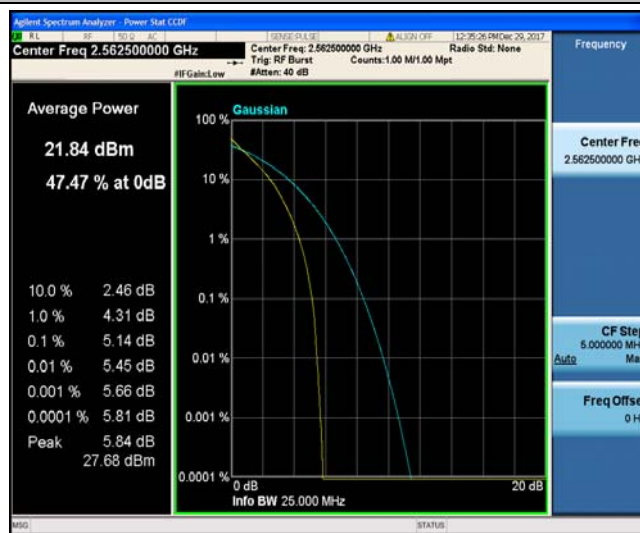 Agilent Spectrum Analyzer - Power Stat CCDF
RL RF 50 Ω AC SENSE:PULSE ALIGN OFF 12:35:26 PM Dec 29, 2017
Center Freq 2.562500000 GHz
Center Freq: 2.562500000 GHz Radio Std: None
Trig: RF Burst Counts:1.00 M/1.00 Mpt
#IFGain:Low #Atten: 40 dB
Frequency
Average Power
21.84 dBm
47.47 % at 0dB
10.0 % 2.46 dB
1.0 % 4.31 dB
0.1 % 5.14 dB
0.01 % 5.45 dB
0.001 % 5.66 dB
0.0001 % 5.81 dB
Peak 5.84 dB
27.68 dBm
Gaussian
100 %
10 %
1 %
0.1 %
0.01 %
0.001 %
0.0001 %
0 dB 20 dB
Info BW 25.000 MHz
Center Fre
2.562500000 GH
CF Ste
5.000000 MH
Auto Ma
Freq Offse
0 H
MSG STATUS